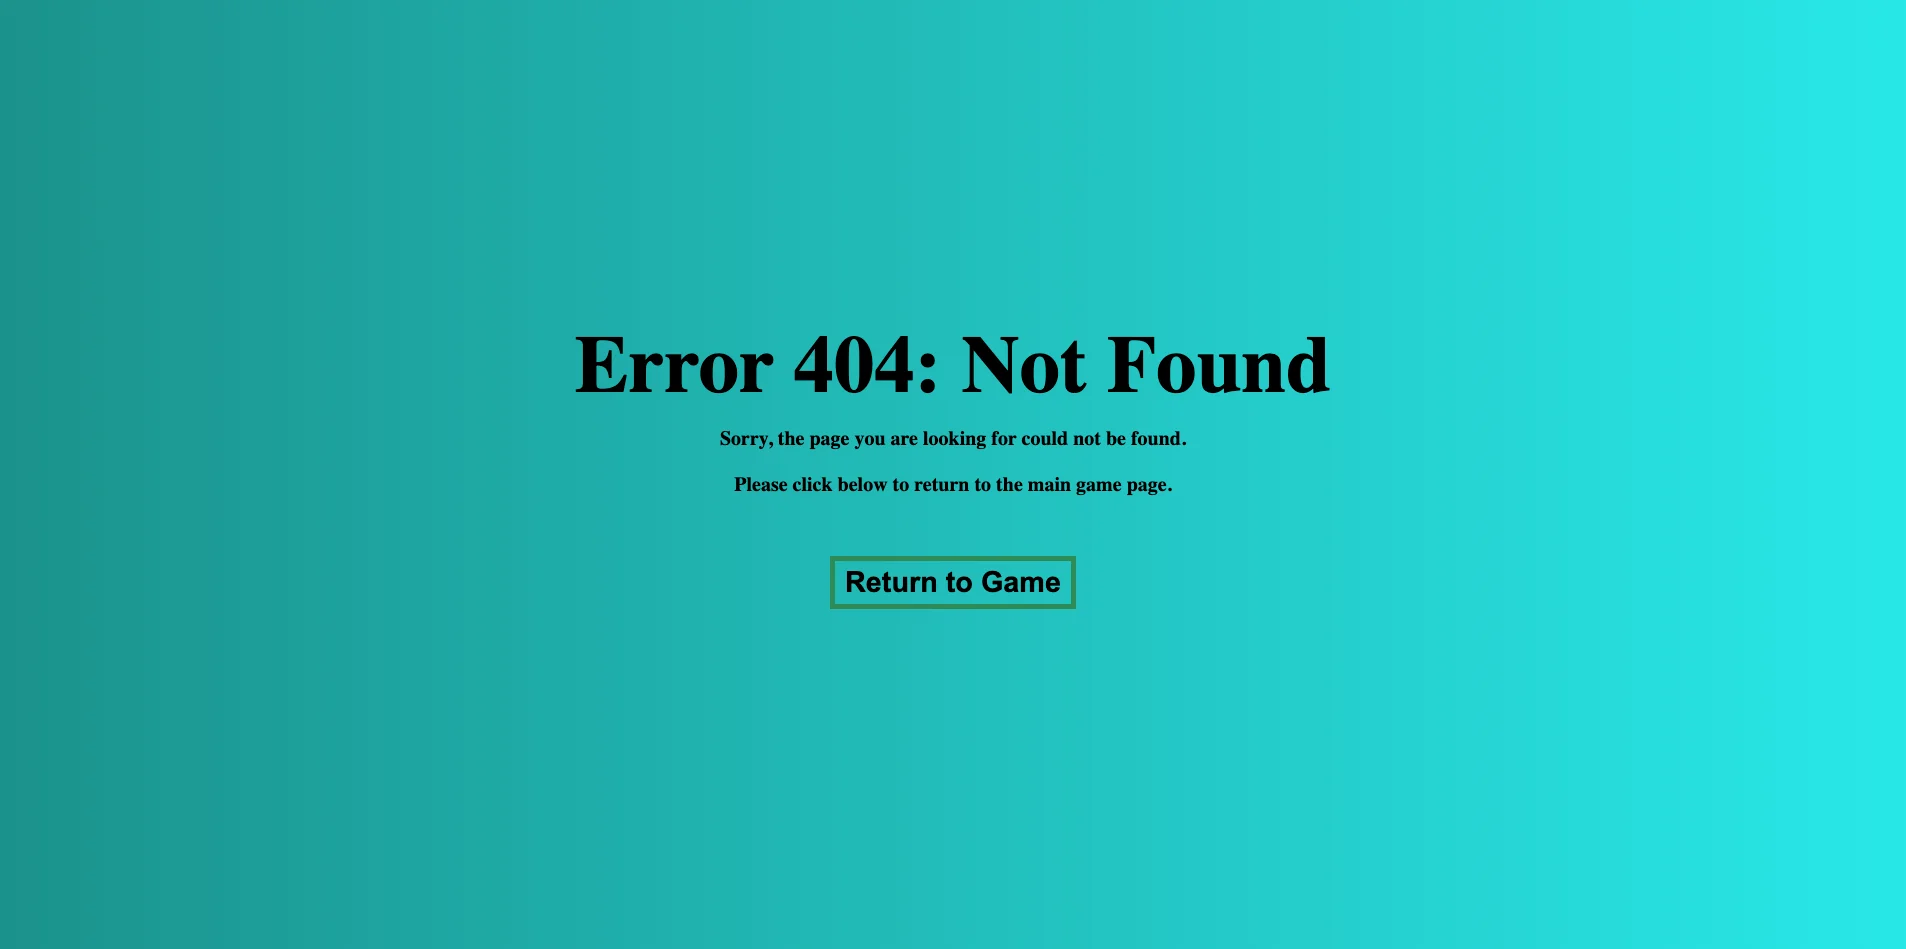 Error 404: Not Found
Sorry, the page you are looking for could not be found.
Please click below to return to the main game page.
Return to Game